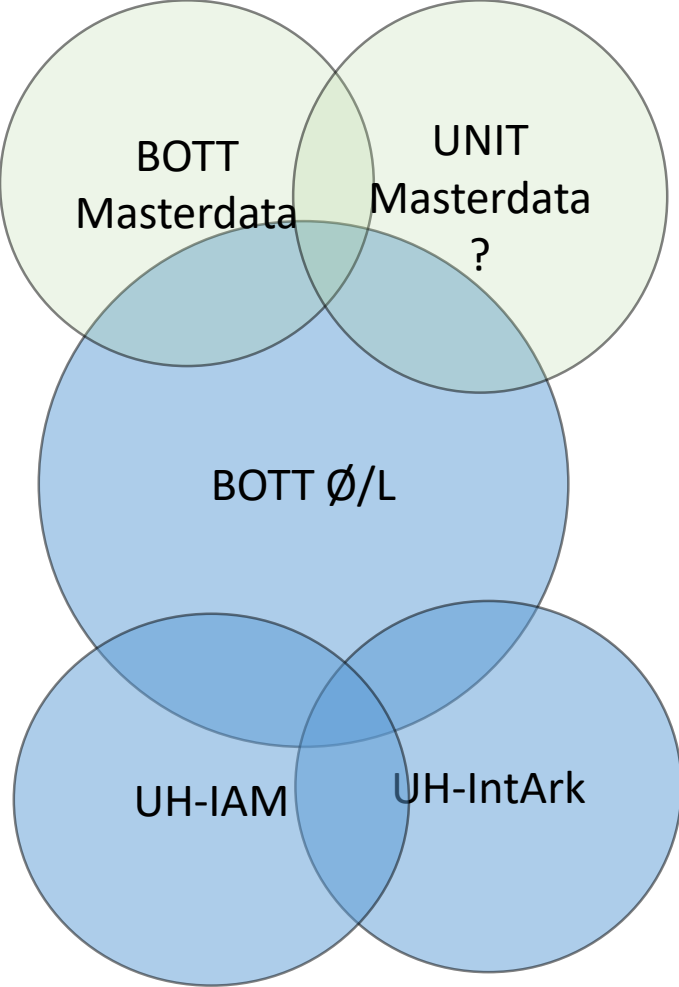 BOTT
Masterdata
UNIT
Masterdata
?
BOTT Ø/L
UH-IAM
UH-IntArk